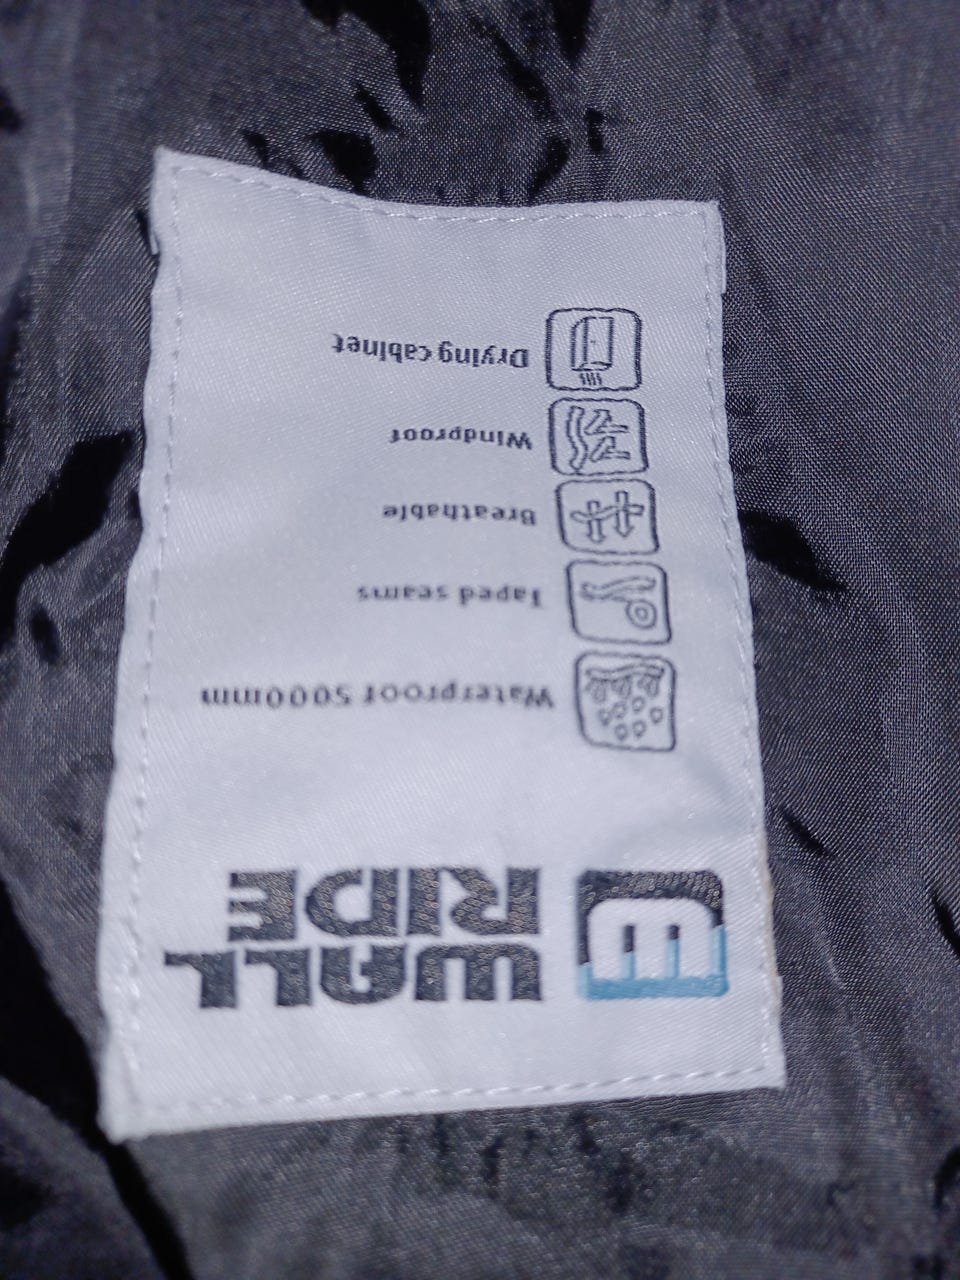 WALL
RIDE
Waterproof 5000mm
Taped seams
Breathable
Windproof
Drying cabinet